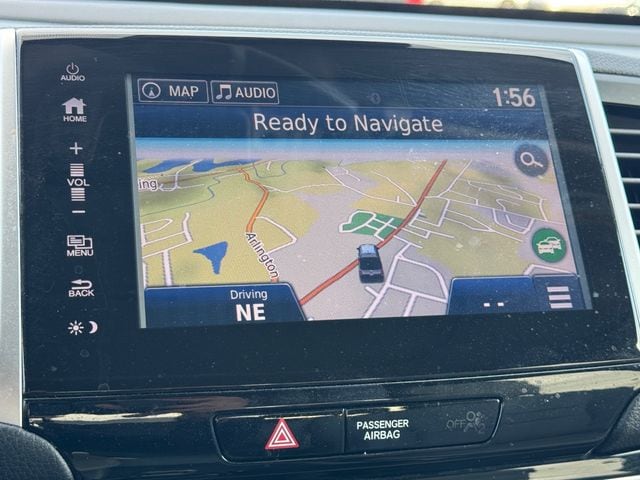 AUDIO
MAP
AUDIO
1:56
HOME
Ready to Navigate
+
VOL
-
ing
Arlington
MENU
BACK
Driving
NE
--
PASSENGER
AIRBAG
OFF